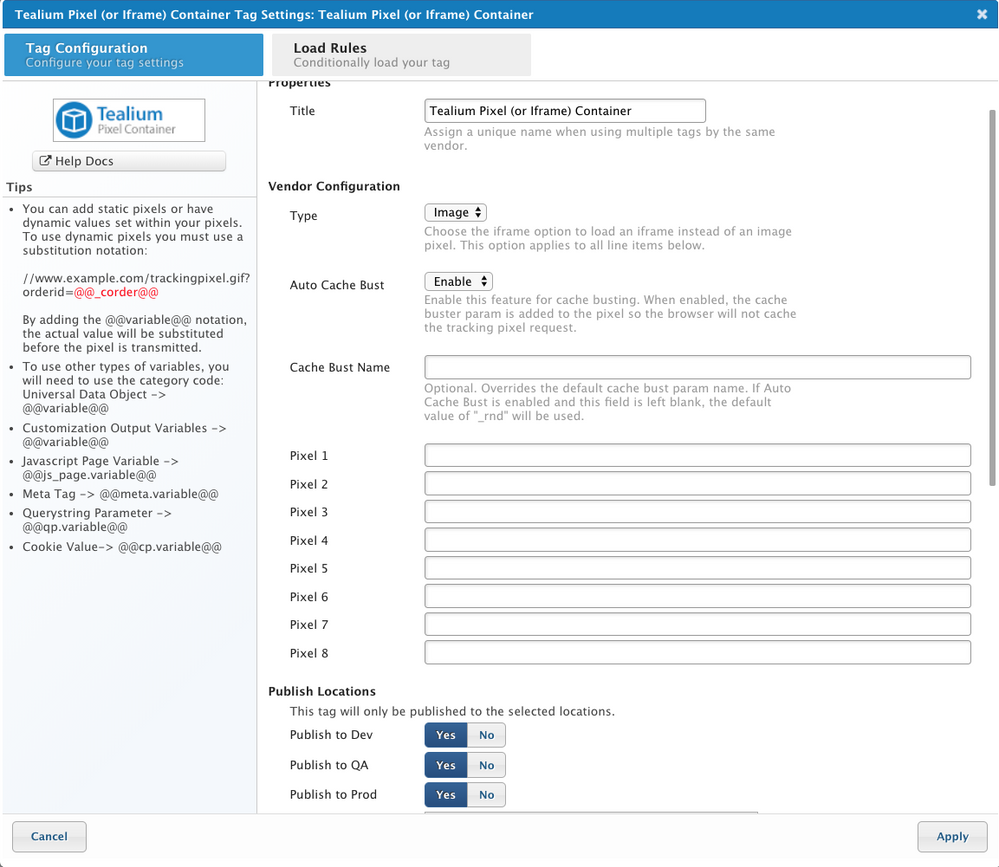 Tealium Pixel (or Iframe) Container Tag Settings: Tealium Pixel (or Iframe) Container
Tag Configuration
Configure your tag settings
Load Rules
Conditionally load your tag
Tealium
Pixel Container
Help Docs
Tips
• You can add static pixels or have
dynamic values set within your pixels.
To use dynamic pixels you must use a
substitution notation:
//www.example.com/trackingpixel.gif?
orderid=@@_corder@@
By adding the @@variable@@ notation,
the actual value will be substituted
before the pixel is transmitted.
• To use other types of variables, you
will need to use the category code:
Universal Data Object ->
@@variable@@
• Customization Output Variables ->
@@variable@@
• Javascript Page Variable ->
@@js_page.variable@@
• Meta Tag -> @@meta.variable@@
• Querystring Parameter ->
@@qp.variable@@
• Cookie Value-> @@cp.variable@@
Properties
Title
Tealium Pixel (or Iframe) Container
Assign a unique name when using multiple tags by the same
vendor.
Vendor Configuration
Type
Image
Choose the iframe option to load an iframe instead of an image
pixel. This option applies to all line items below.
Auto Cache Bust
Enable
Enable this feature for cache busting. When enabled, the cache
buster param is added to the pixel so the browser will not cache
the tracking pixel request.
Cache Bust Name
Optional. Overrides the default cache bust param name. If Auto
Cache Bust is enabled and this field is left blank, the default
value of "_rnd" will be used.
Pixel 1
Pixel 2
Pixel 3
Pixel 4
Pixel 5
Pixel 6
Pixel 7
Pixel 8
Publish Locations
This tag will only be published to the selected locations.
Publish to Dev
Yes No
Publish to QA
Yes No
Publish to Prod
Yes No
Cancel
Apply